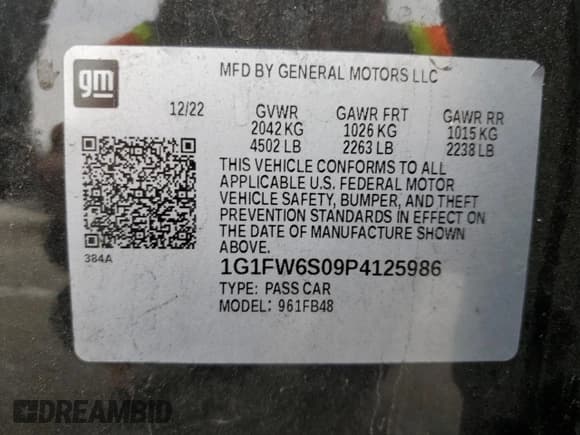 gm
MFD BY GENERAL MOTORS LLC
12/22 GVWR GAWR FRT GAWR RR
2042 KG 1026 KG 1015 KG
4502 LB 2263 LB 2238 LB
THIS VEHICLE CONFORMS TO ALL
APPLICABLE U.S. FEDERAL MOTOR
VEHICLE SAFETY, BUMPER, AND THEFT
PREVENTION STANDARDS IN EFFECT ON
THE DATE OF MANUFACTURE SHOWN
ABOVE.
384A
1G1FW6S09P4125986
TYPE: PASS CAR
MODEL: 961FB48
DREAMBID